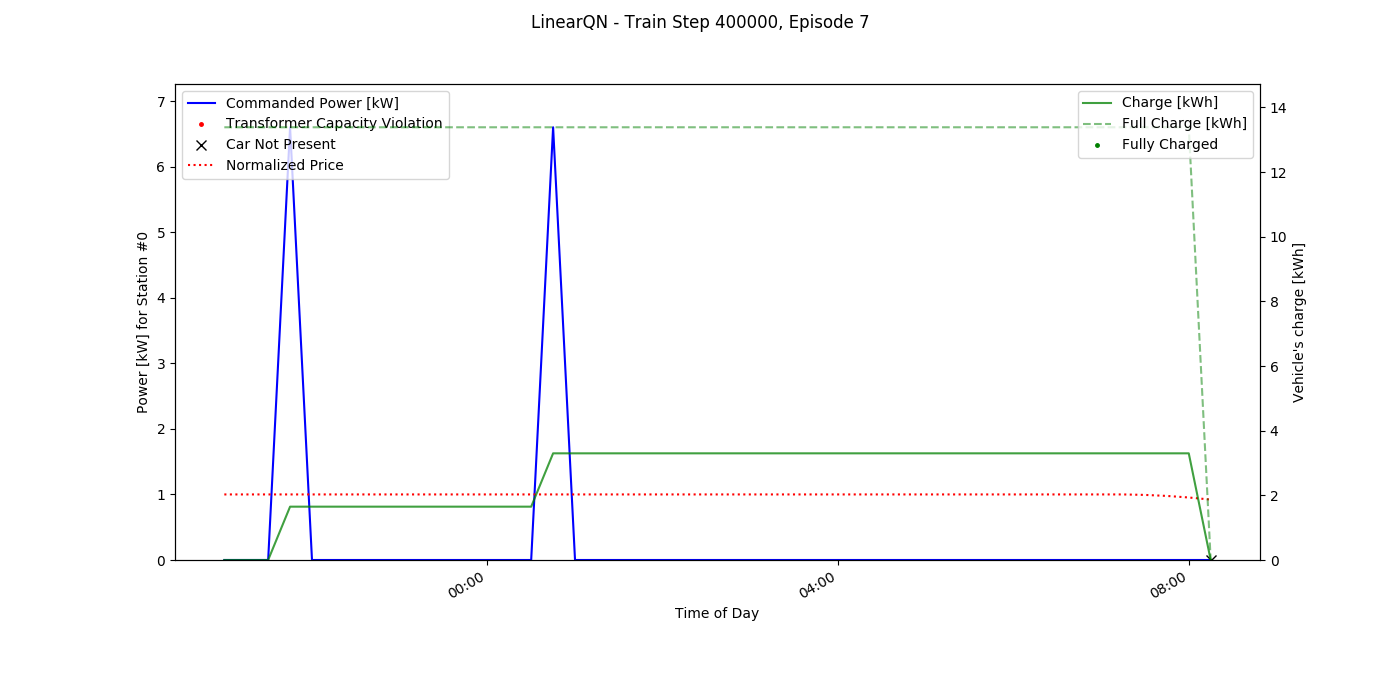 LinearQN - Train Step 400000, Episode 7
Commanded Power [kW]
Transformer Capacity Violation
Car Not Present
Normalized Price
Charge [kWh]
Full Charge [kWh]
Fully Charged
7
6
5
4
3
2
1
0
Power [kW] for Station #0
14
12
10
8
6
4
2
0
Vehicle's charge [kWh]
00:00
04:00
08:00
Time of Day